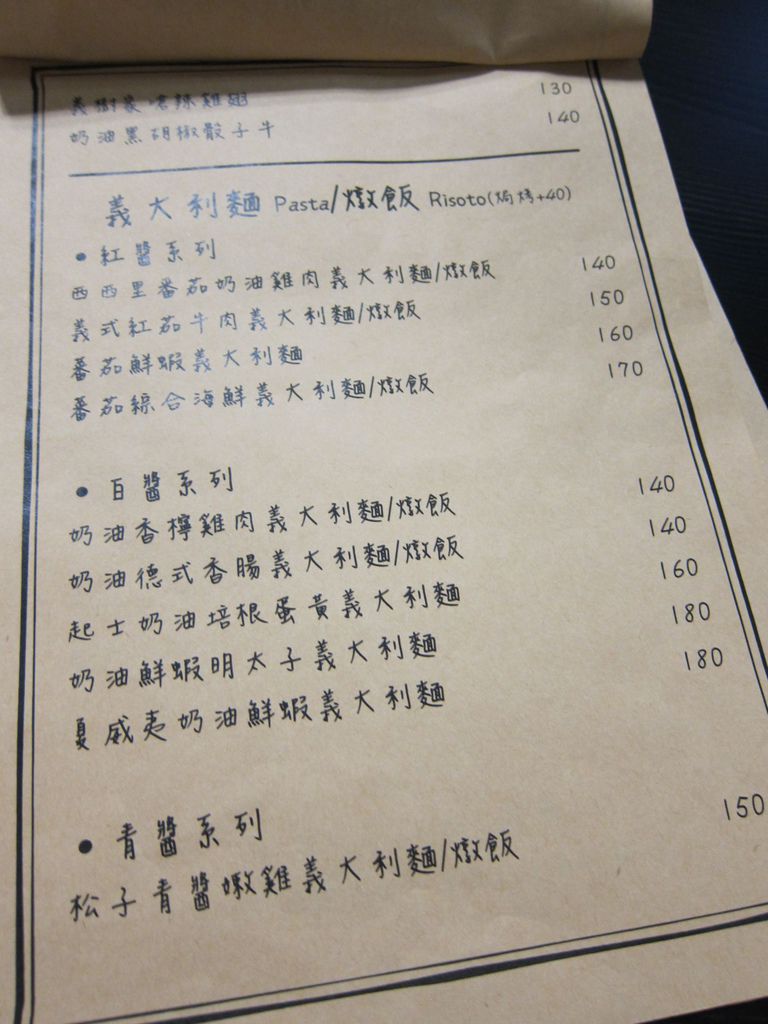 義樹家嗆辣雞翅 130
奶油黑胡椒骰子牛 140
義大利麵 Pasta/燉飯 Risoto(焗烤+40)
• 紅醬系列
西西里番茄奶油雞肉義大利麵/燉飯 140
義式紅茄牛肉義大利麵/燉飯 150
番茄鮮蝦義大利麵 160
番茄綜合海鮮義大利麵/燉飯 170
• 白醬系列
奶油香檸雞肉義大利麵/燉飯 140
奶油德式香腸義大利麵/燉飯 140
起士奶油培根蛋黃義大利麵 160
奶油鮮蝦明太子義大利麵 180
夏威夷奶油鮮蝦義大利麵 180
• 青醬系列
松子青醬嫩雞義大利麵/燉飯 150